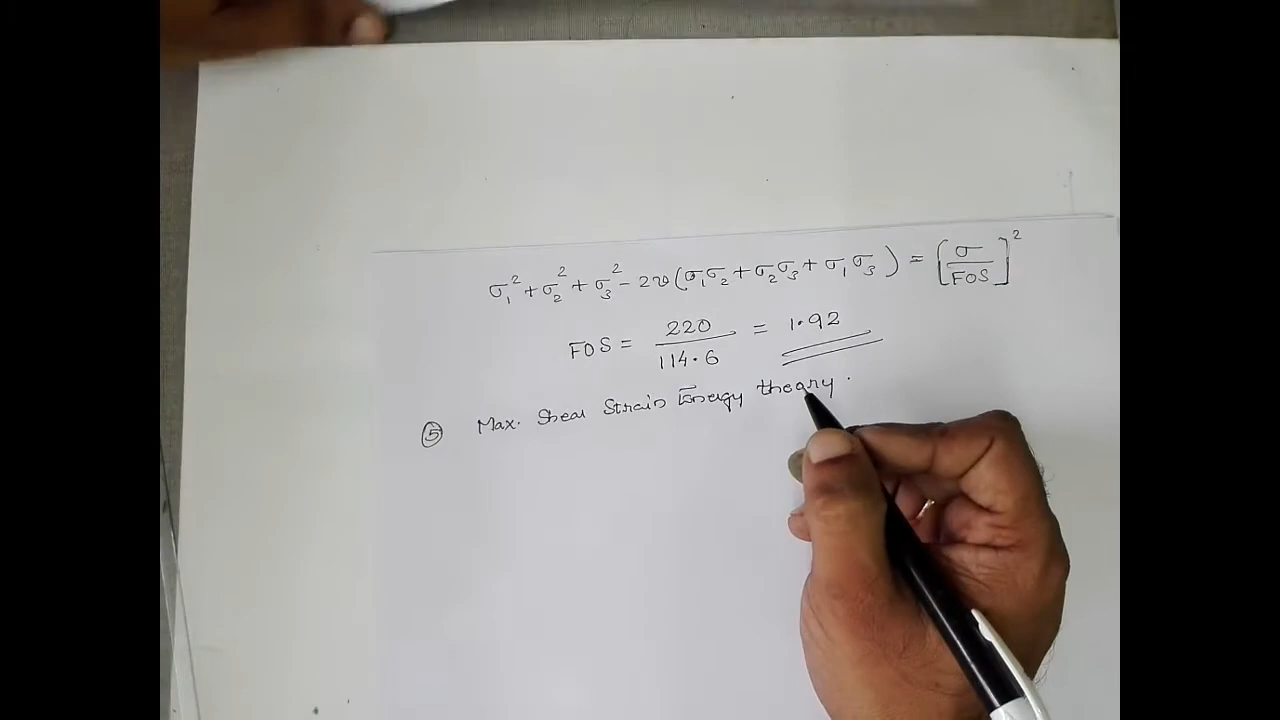 σ₁² + σ₂² + σ₃² - 2υ(σ₁σ₂ + σ₂σ₃ + σ₁σ₃) = [σ/FOS]²
FOS = 220/114.6 = 1.92
⑤ Max. Shear Strain Energy theory.